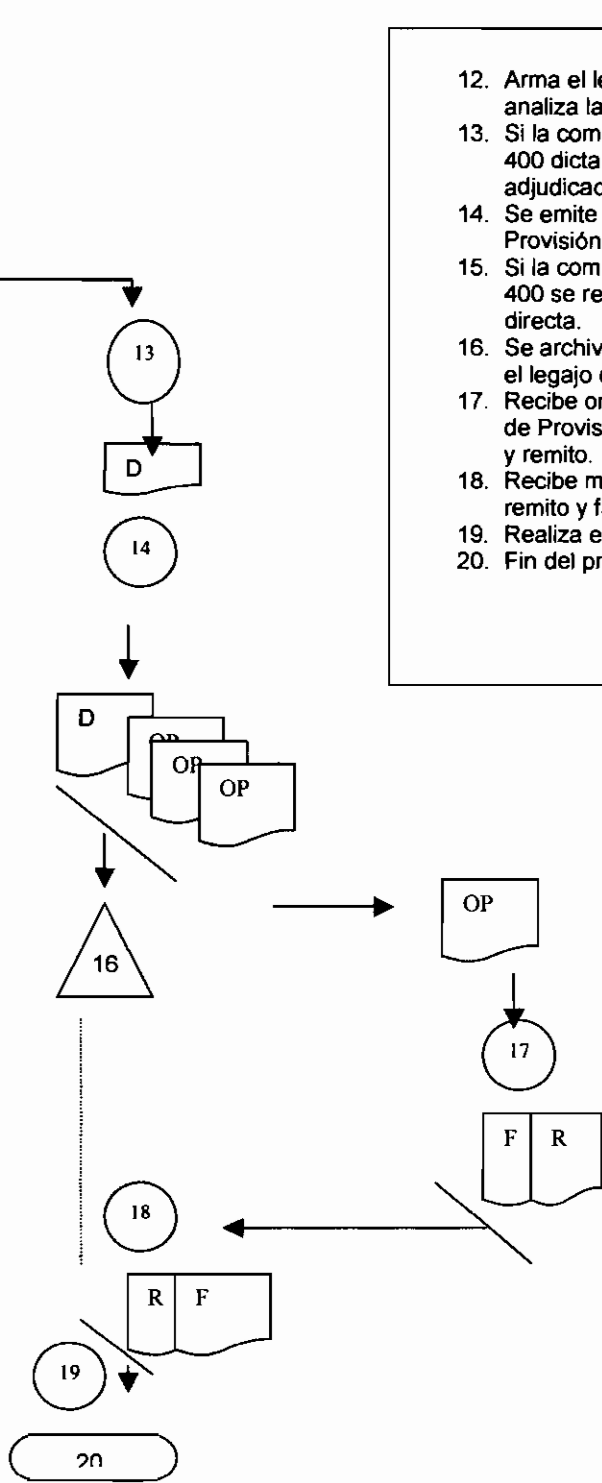 12. Arma el le
analiza la
13. Si la com
400 dicta
adjudicac
14. Se emite
Provisión
15. Si la com
400 se re
directa.
16. Se archiv
el legajo
17. Recibe or
de Provis
y remito.
18. Recibe m
remito y f
19. Realiza e
20. Fin del pr
13
D
14
D
OP
OP
OP
16
OP
17
F R
18
R F
19
20